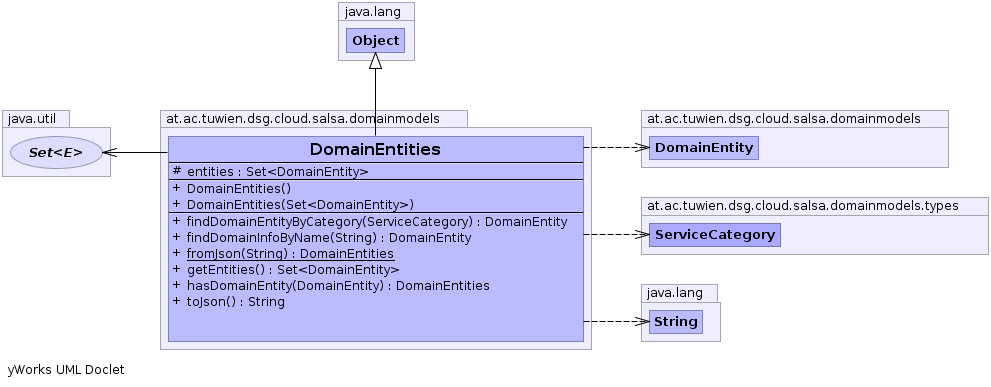 java.lang
Object
java.util
Set<E>
at.ac.tuwien.dsg.cloud.salsa.domainmodels
DomainEntities
# entities : Set<DomainEntity>
+ DomainEntities()
+ DomainEntities(Set<DomainEntity>)
+ findDomainEntityByCategory(ServiceCategory) : DomainEntity
+ findDomainInfoByName(String) : DomainEntity
+ fromJson(String) : DomainEntities
+ getEntities() : Set<DomainEntity>
+ hasDomainEntity(DomainEntity) : DomainEntities
+ toJson() : String
at.ac.tuwien.dsg.cloud.salsa.domainmodels
DomainEntity
at.ac.tuwien.dsg.cloud.salsa.domainmodels.types
ServiceCategory
java.lang
String
yWorks UML Doclet